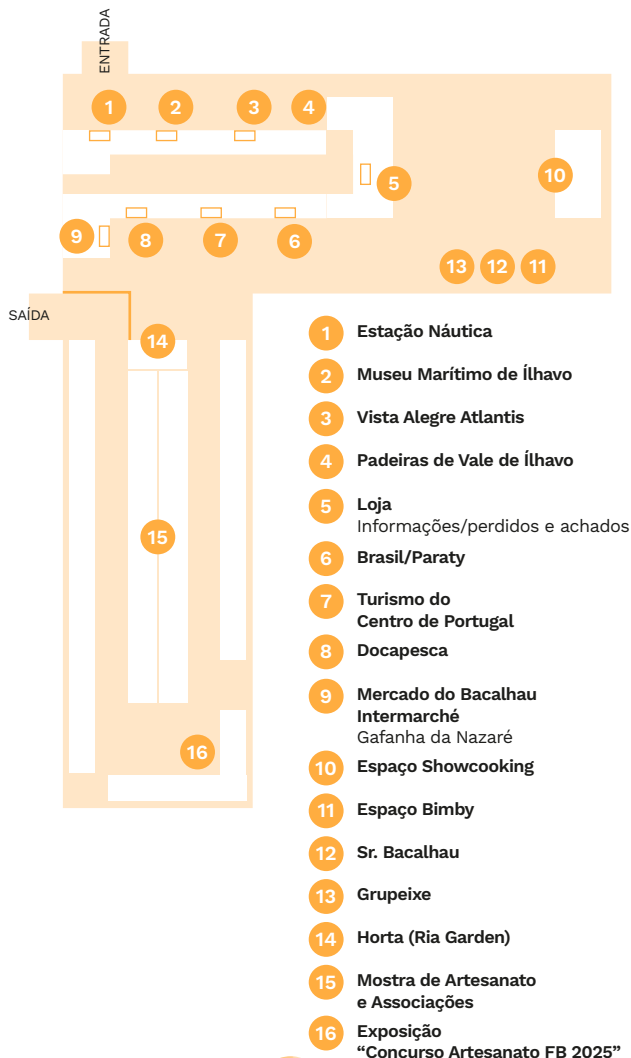 ENTRADA
1
2
3
4
5
10
9
8
7
6
13
12
11
SAÍDA
14
15
16
1 Estação Náutica
2 Museu Marítimo de Ílhavo
3 Vista Alegre Atlantis
4 Padeiras de Vale de Ílhavo
5 Loja
Informações/perdidos e achados
6 Brasil/Paraty
7 Turismo do
Centro de Portugal
8 Docapesca
9 Mercado do Bacalhau
Intermarché
Gafanha da Nazaré
10 Espaço Showcooking
11 Espaço Bimby
12 Sr. Bacalhau
13 Grupeixe
14 Horta (Ria Garden)
15 Mostra de Artesanato
e Associações
16 Exposição
“Concurso Artesanato FB 2025”